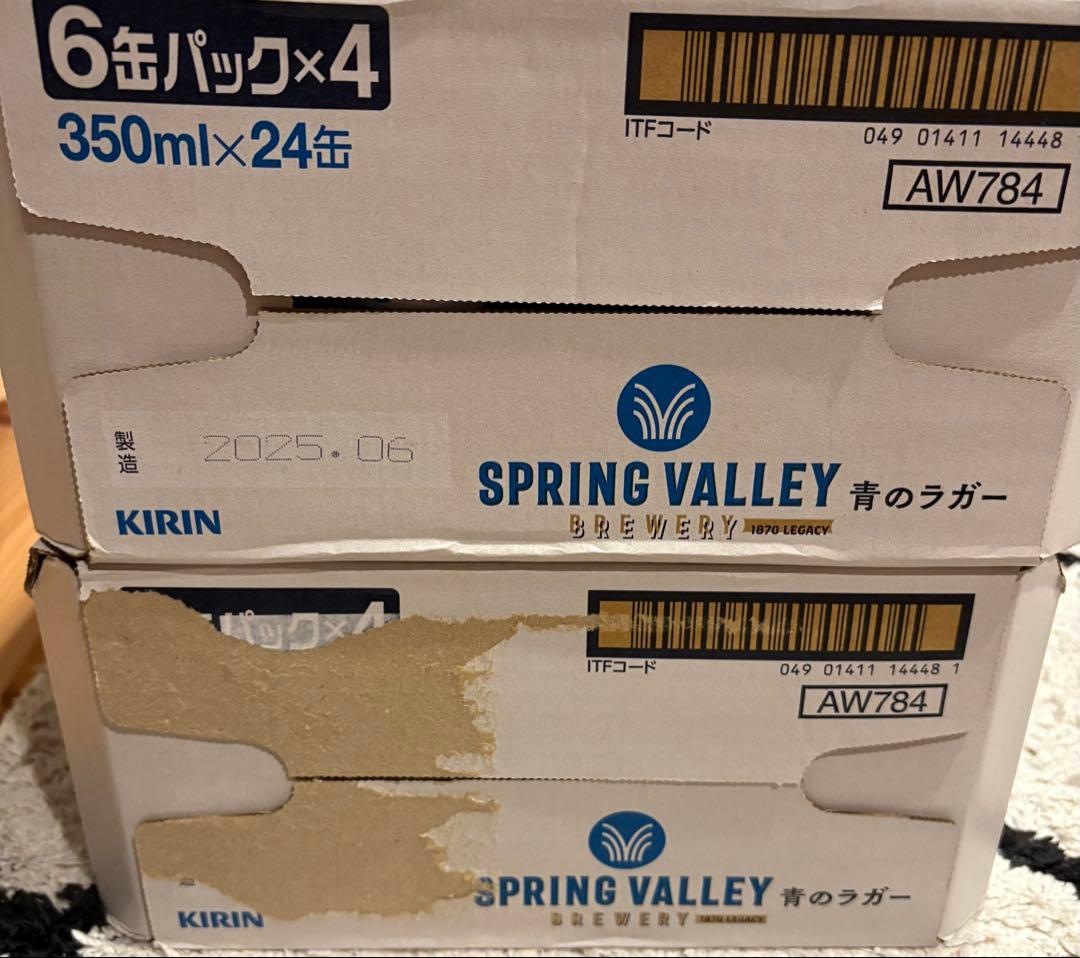 6缶パック×4
350ml×24缶
ITFコード
049 01411 14448
AW784
製造 2025.06
KIRIN
SPRING VALLEY 青のラガー
BREWERY 1870 LEGACY
パック×4
ITFコード
049 01411 14448 1
AW784
KIRIN
SPRING VALLEY 青のラガー
BREWERY 1870 LEGACY